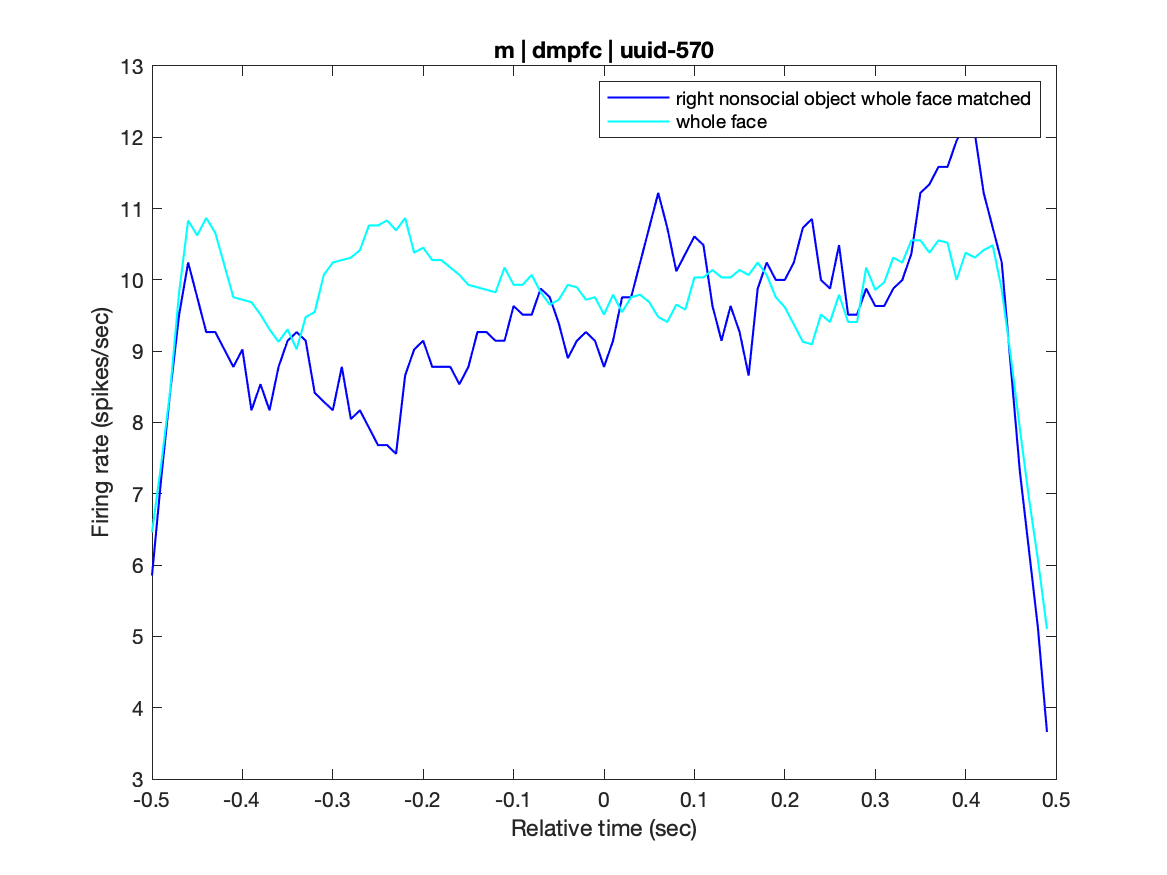 m | dmpfc | uuid-570
right nonsocial object whole face matched
whole face
Firing rate (spikes/sec)
13
12
11
10
9
8
7
6
5
4
3
-0.5 -0.4 -0.3 -0.2 -0.1 0 0.1 0.2 0.3 0.4 0.5
Relative time (sec)